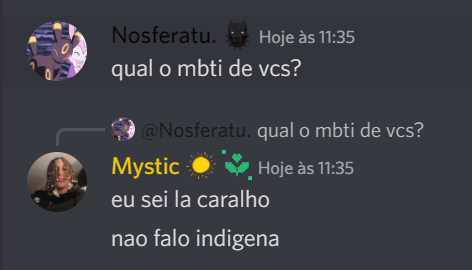 Nosferatu. Hoje às 11:35
qual o mbti de vcs?
@Nosferatu. qual o mbti de vcs?
Mystic Hoje às 11:35
eu sei la caralho
nao falo indigena